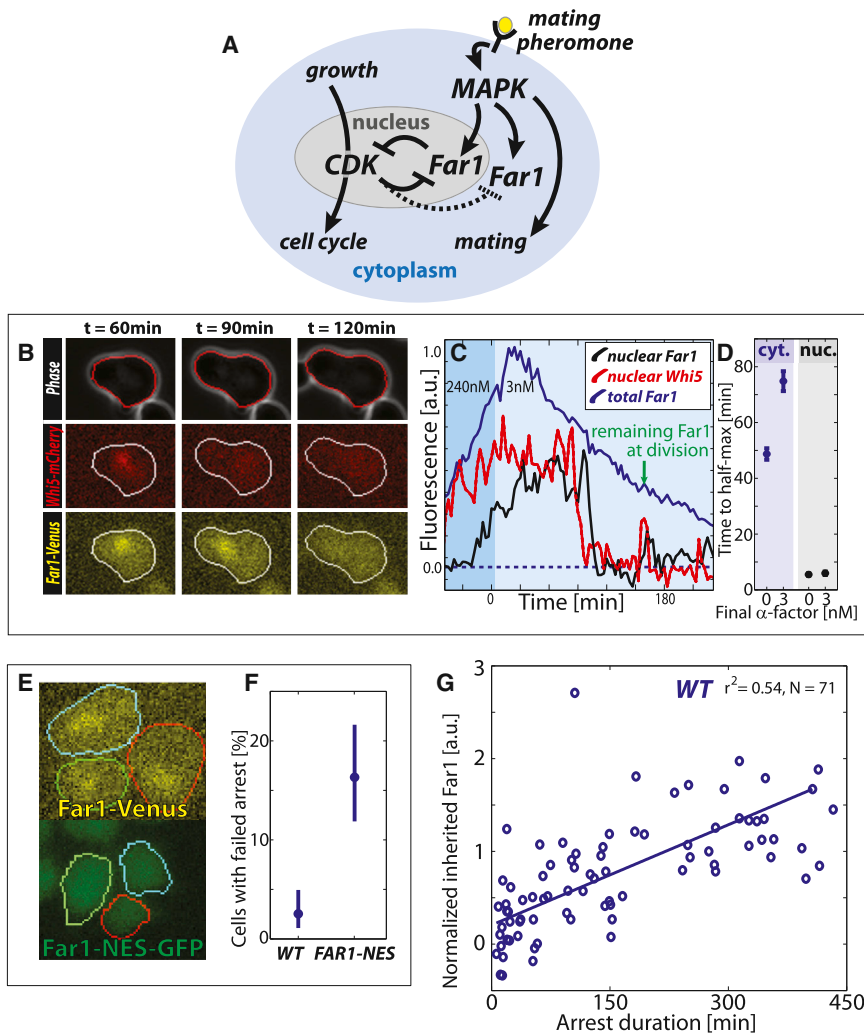 A
mating
pheromone
growth
MAPK
nucleus
CDK
Far1
Far1
cell cycle
mating
cytoplasm
B
t = 60min
t = 90min
t = 120min
Phase
Whi5-mCherry
Far1-Venus
C
1.0
0.0
Fluorescence [a.u.]
240nM
3nM
nuclear Far1
nuclear Whi5
total Far1
remaining Far1
at division
0
180
Time [min]
D
cyt.
nuc.
80
60
40
20
0
Time to half-max [min]
0
3
0
3
Final α-factor [nM]
E
Far1-Venus
Far1-NES-GFP
F
20
10
0
Cells with failed arrest [%]
WT
FAR1-NES
G
WT
r2= 0.54, N = 71
3
2
1
0
Normalized inherited Far1 [a.u.]
0
150
300
450
Arrest duration [min]